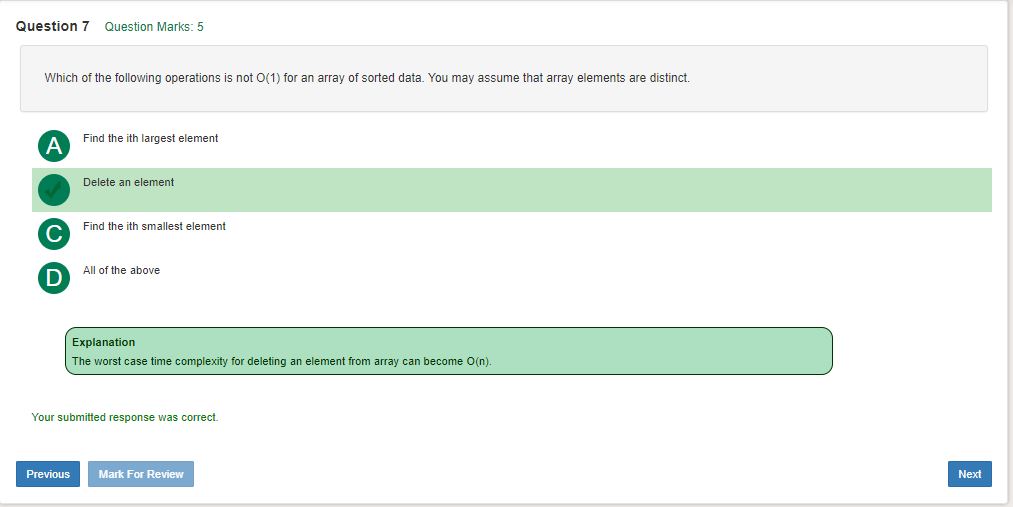 Question 7 Question Marks: 5
Which of the following operations is not O(1) for an array of sorted data. You may assume that array elements are distinct.
A Find the ith largest element
Delete an element
C Find the ith smallest element
D All of the above
Explanation
The worst case time complexity for deleting an element from array can become O(n).
Your submitted response was correct.
Previous Mark For Review Next